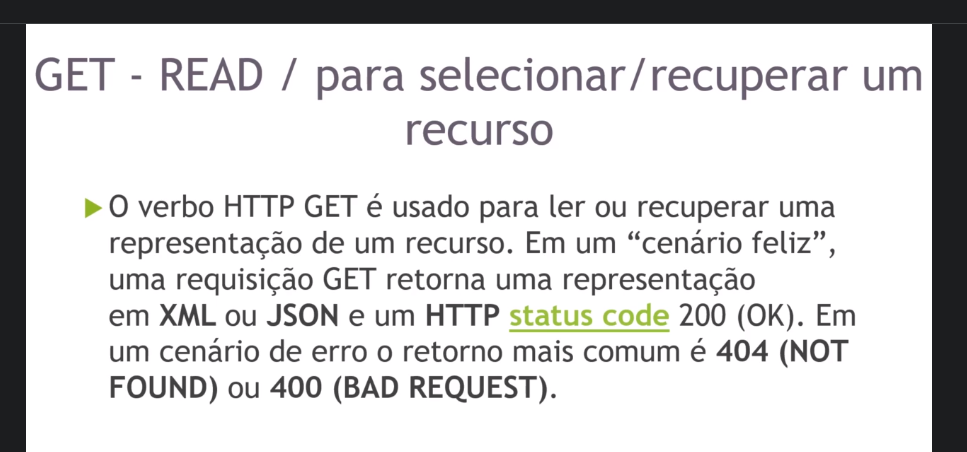 GET - READ / para selecionar/recuperar um
recurso
O verbo HTTP GET é usado para ler ou recuperar uma
representação de um recurso. Em um “cenário feliz”,
uma requisição GET retorna uma representação
em XML ou JSON e um HTTP status code 200 (OK). Em
um cenário de erro o retorno mais comum é 404 (NOT
FOUND) ou 400 (BAD REQUEST).